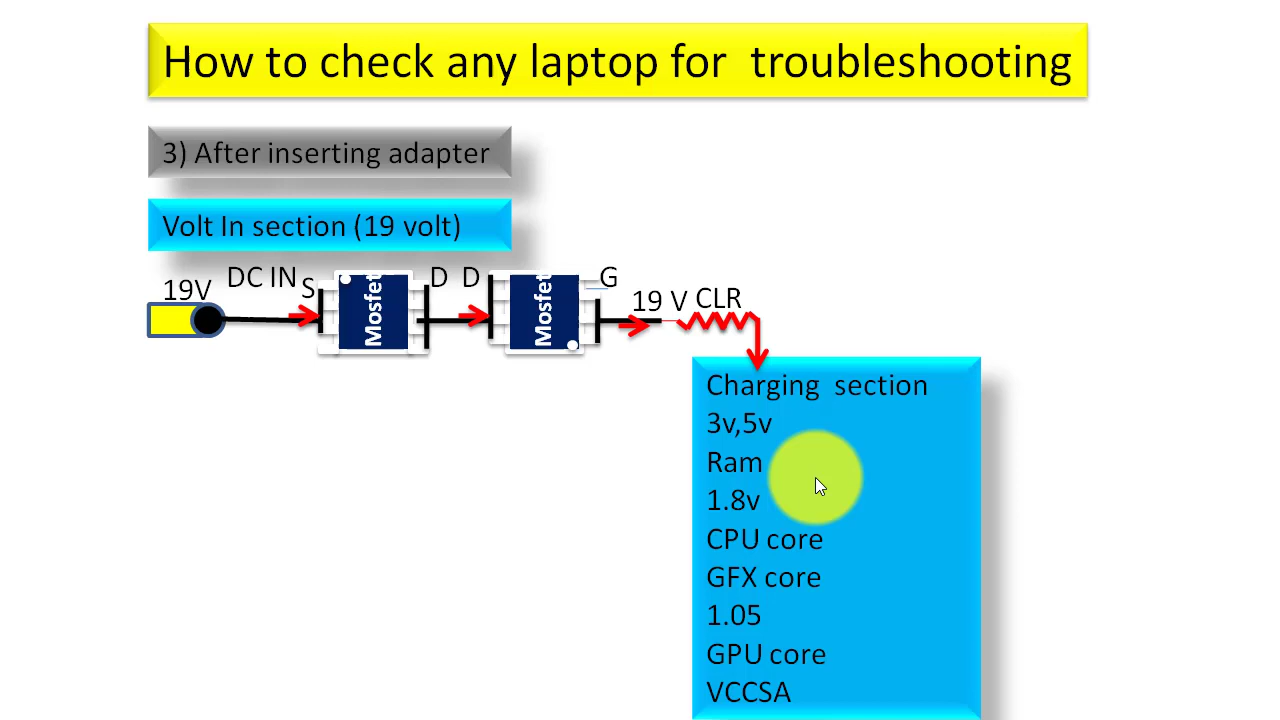 How to check any laptop for troubleshooting
3) After inserting adapter
Volt In section (19 volt)
19V DC IN S Mosfet D D Mosfet G 19 V CLR
Charging section
3v,5v
Ram
1.8v
CPU core
GFX core
1.05
GPU core
VCCSA